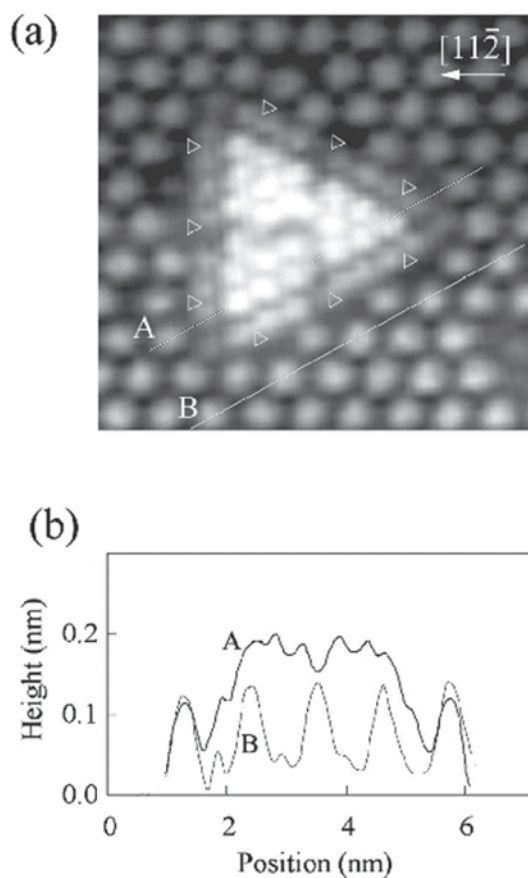 (a)
[112̄]
A
B
(b)
Height (nm)
0.2
0.1
0.0
A
B
0 2 4 6
Position (nm)